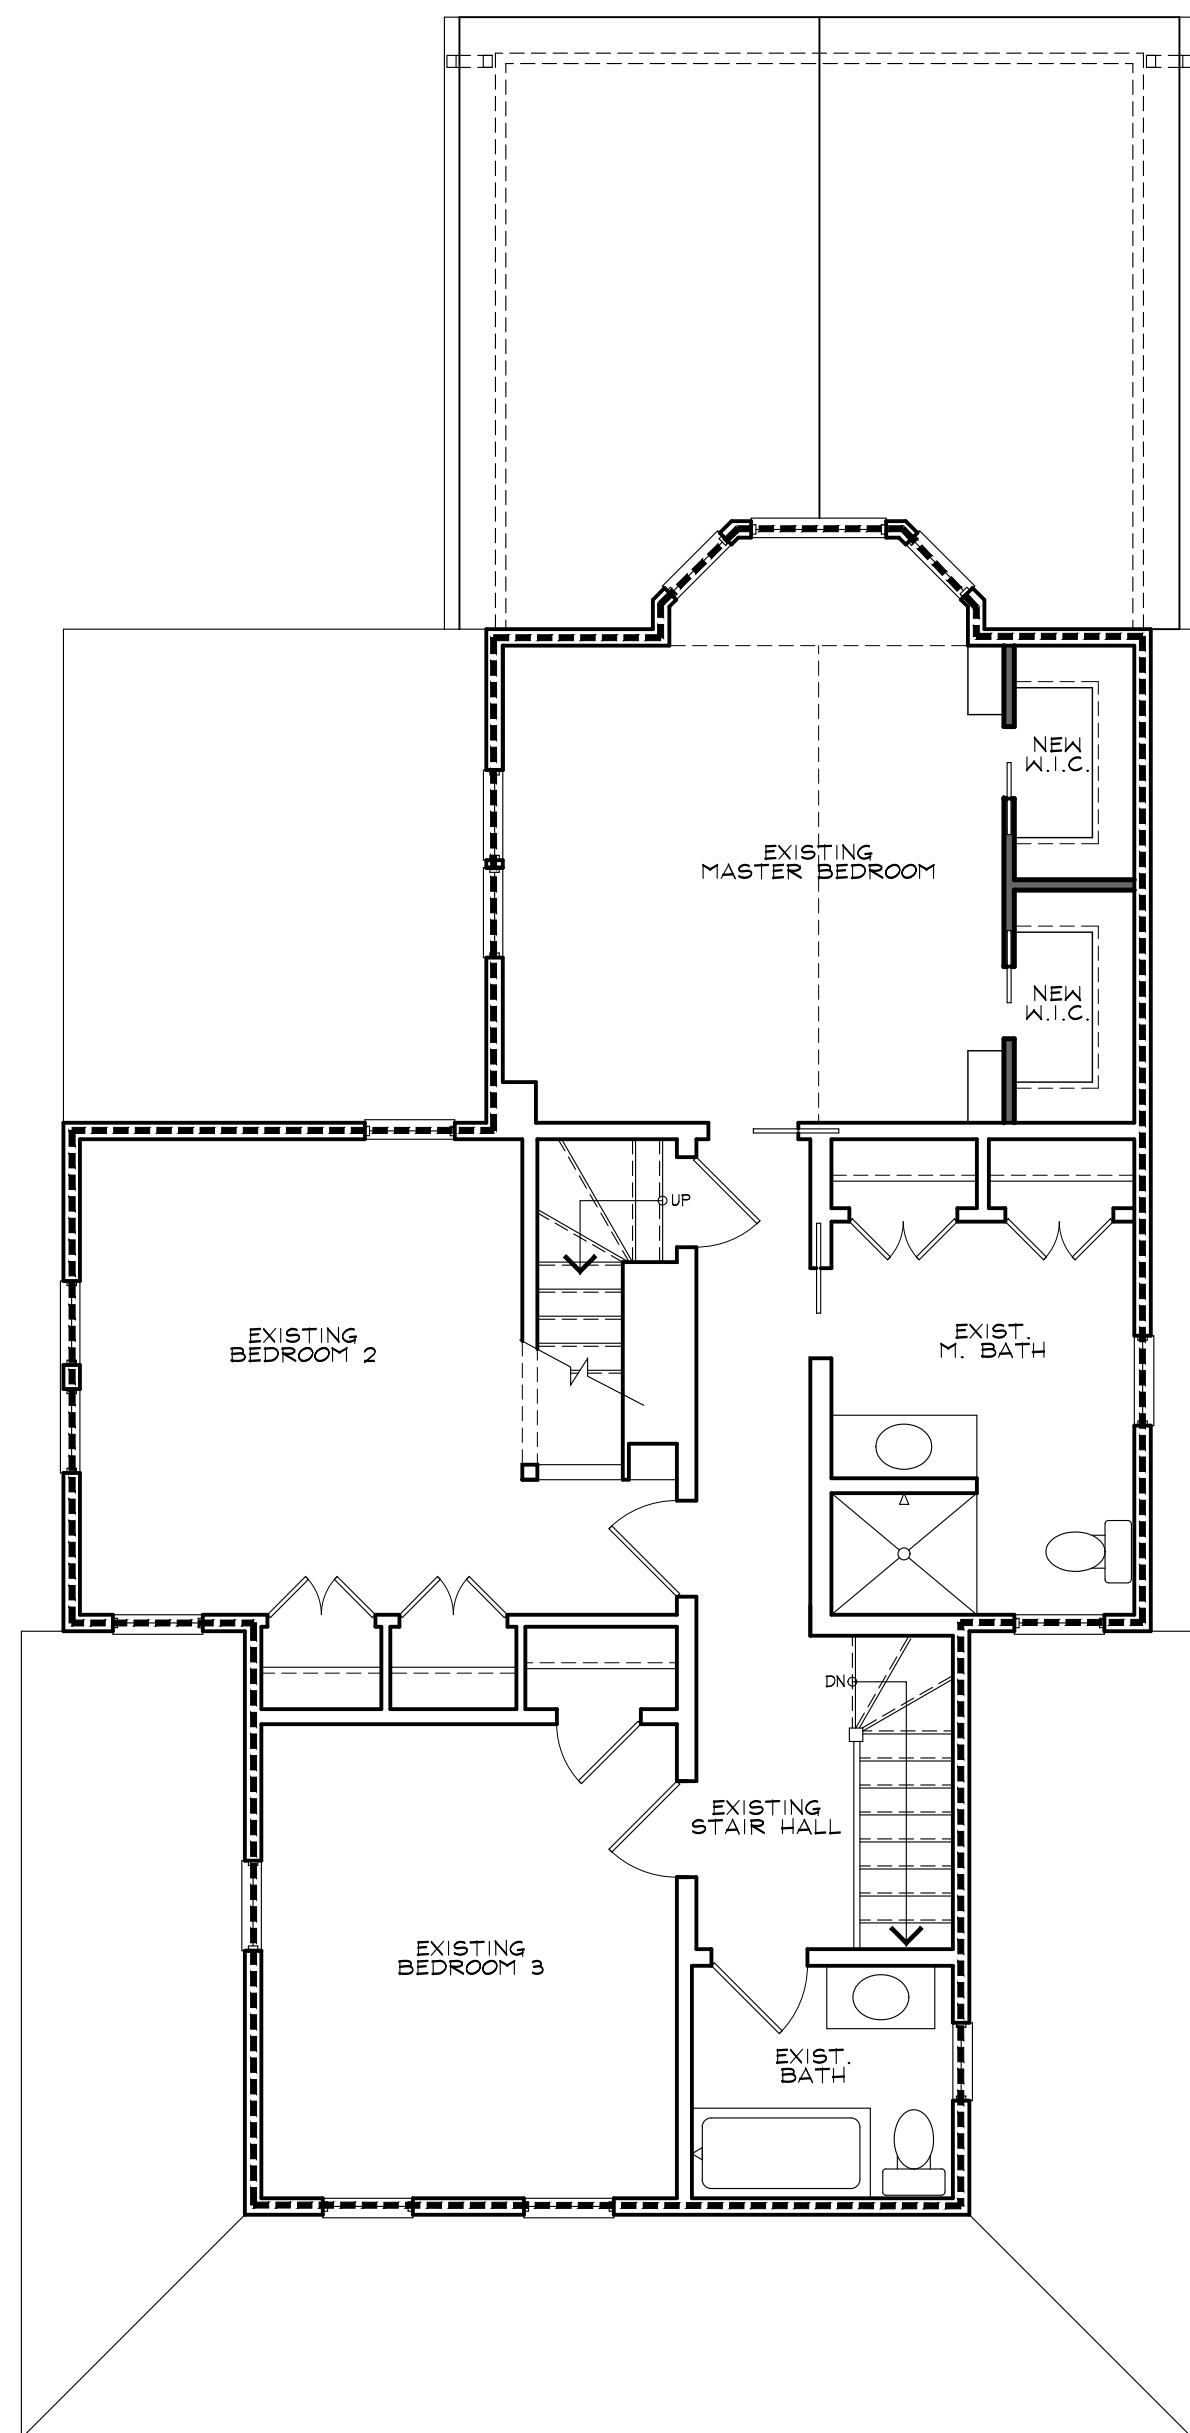 NEW
W.I.C.
EXISTING
MASTER BEDROOM
NEW
W.I.C.
UP
EXISTING
BEDROOM 2
EXIST.
M. BATH
DN
EXISTING
STAIR HALL
EXISTING
BEDROOM 3
EXIST.
BATH